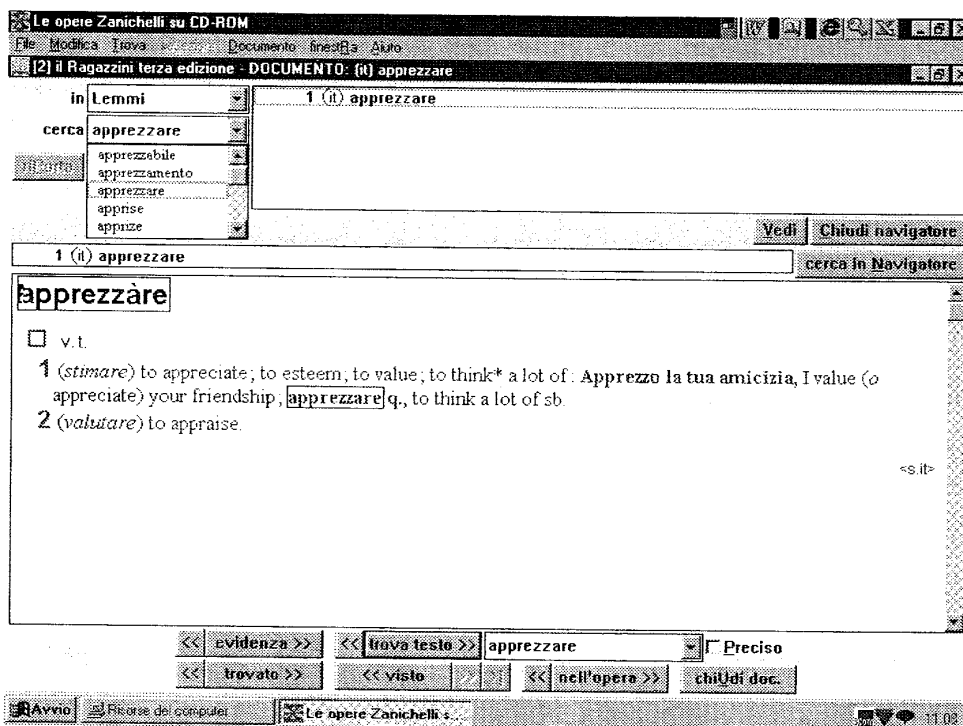 Le opere Zanichelli su CD-ROM
File Modifica Trova Documento finestRa Aiuto
[2] il Ragazzini terza edizione - DOCUMENTO: {it} apprezzare
in Lemmi
1 (it) apprezzare
cerca apprezzare
apprezzabile
apprezzamento
apprezzare
apprise
apprize
Vedi Chiudi navigatore
1 (it) apprezzare
cerca in Navigatore
apprezzàre
v.t.
1 (stimare) to appreciate; to esteem; to value; to think* a lot of: Apprezzo la tua amicizia, I value (o
appreciate) your friendship; apprezzare q., to think a lot of sb.
2 (valutare) to appraise.
<s.it>
<< evidenza >> << trova testo >> apprezzare Preciso
<< trovato >> << visto << nell'opera >> chiUdi doc.
Avvio Risorse del computer Le opere Zanichelli s...
11.03